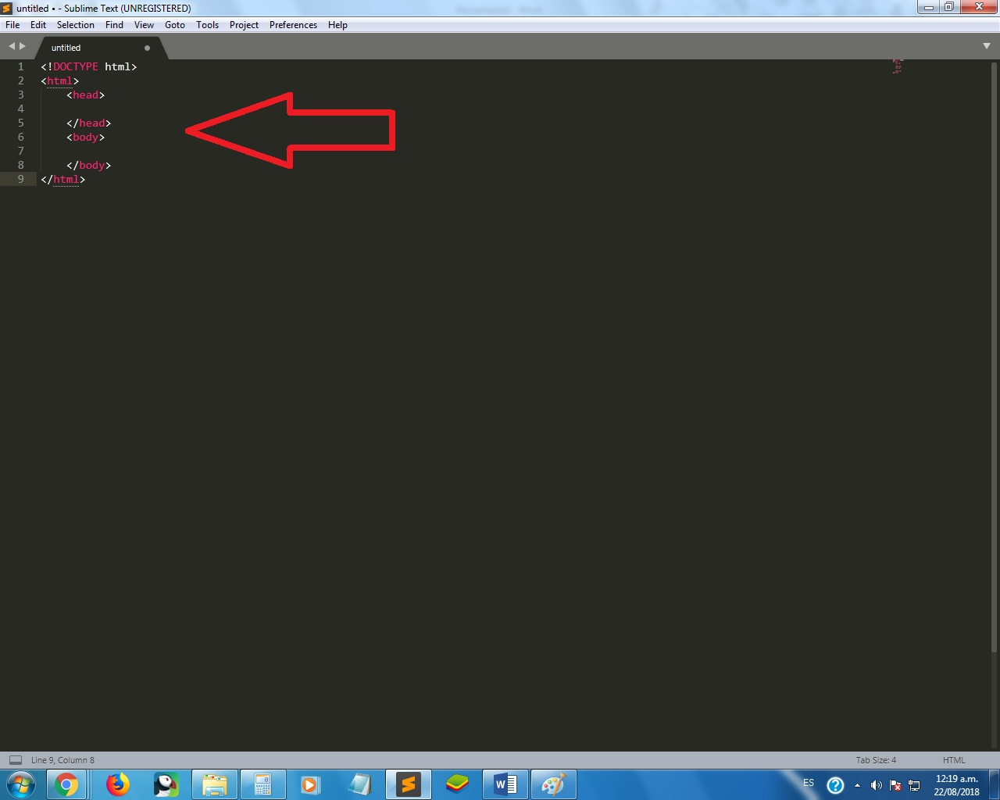 untitled • - Sublime Text (UNREGISTERED)
File Edit Selection Find View Goto Tools Project Preferences Help
untitled
1 <!DOCTYPE html>
2 <html>
3 <head>
4
5 </head>
6 <body>
7
8 </body>
9 </html>
Line 9, Column 8 Tab Size: 4 HTML
ES 12:19 a.m.
22/08/2018